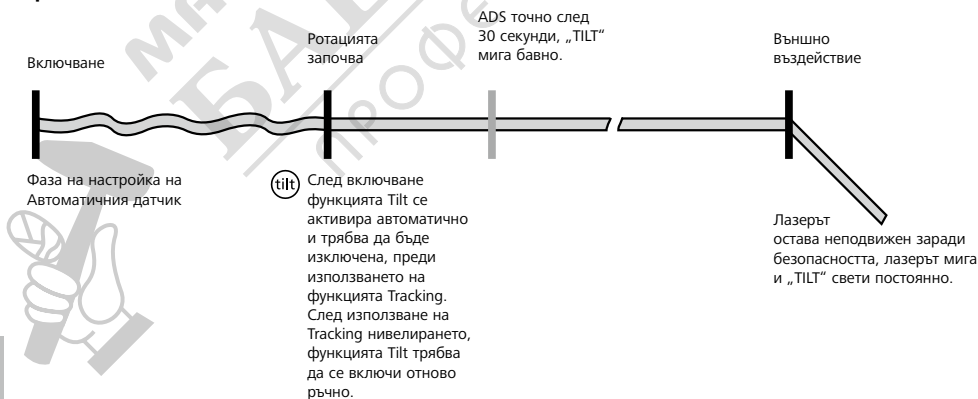 Включване
Ротацията
започва
ADS точно след
30 секунди, „TILT“
мига бавно.
Външно
въздействие
Фаза на настройка на
Автоматичния датчик
tilt
След включване
функцията Tilt се
активира автоматично
и трябва да бъде
изключена, преди
използването на
функцията Tracking.
След използване на
Tracking нивелирането,
функцията Tilt трябва
да се включи отново
ръчно.
Лазерът
остава неподвижен заради
безопасността, лазерът мига
и „TILT“ свети постоянно.